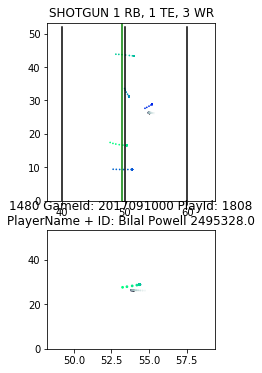 SHOTGUN 1 RB, 1 TE, 3 WR
50
40
30
20
10
0
40 50 60
1480 GameId: 2017091000 PlayId: 1808
PlayerName + ID: Bilal Powell 2495328.0
40
20
0
50.0 52.5 55.0 57.5